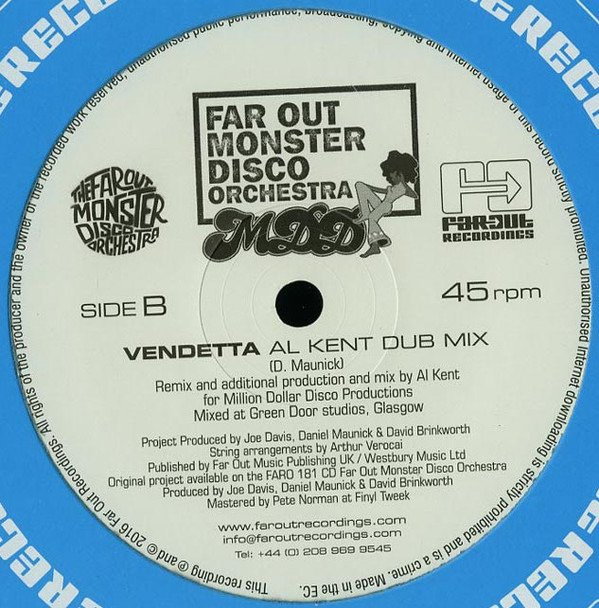 FAR OUT
MONSTER
DISCO
ORCHESTRA
MD&D
THE FAR OUT
MONSTER
DISCO
ORCHESTRA
FAR OUT
RECORDINGS
SIDE B
45 rpm
VENDETTA AL KENT DUB MIX
(D. Maunick)
Remix and additional production and mix by Al Kent
for Million Dollar Disco Productions
Mixed at Green Door studios, Glasgow
Project Produced by Joe Davis, Daniel Maunick & David Brinkworth
String arrangements by Arthur Verocai
Published by Far Out Music Publishing UK / Westbury Music Ltd
Original project available on the FARO 181 CD Far Out Monster Disco Orchestra
Produced by Joe Davis, Daniel Maunick & David Brinkworth
Mastered by Pete Norman at Finyl Tweek
www.faroutrecordings.com
info@faroutrecordings.com
Tel: +44 (0) 208 969 9545
This recording ℗ and © 2016 Far Out Recordings. All rights of the producer and the owner of the recorded work reserved, unauthorised public performance, broadcasting, copying and internet usage of this record strictly prohibited. Unauthorised Internet downloading is strictly prohibited and is a crime. Made in the EC.